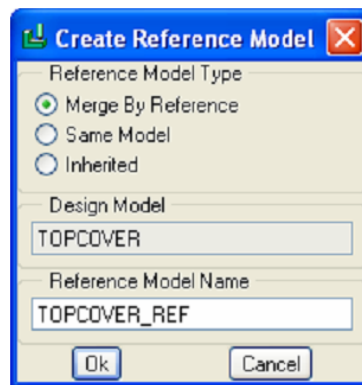 Create Reference Model
Reference Model Type
Merge By Reference
Same Model
Inherited
Design Model
TOPCOVER
Reference Model Name
TOPCOVER_REF
Ok Cancel